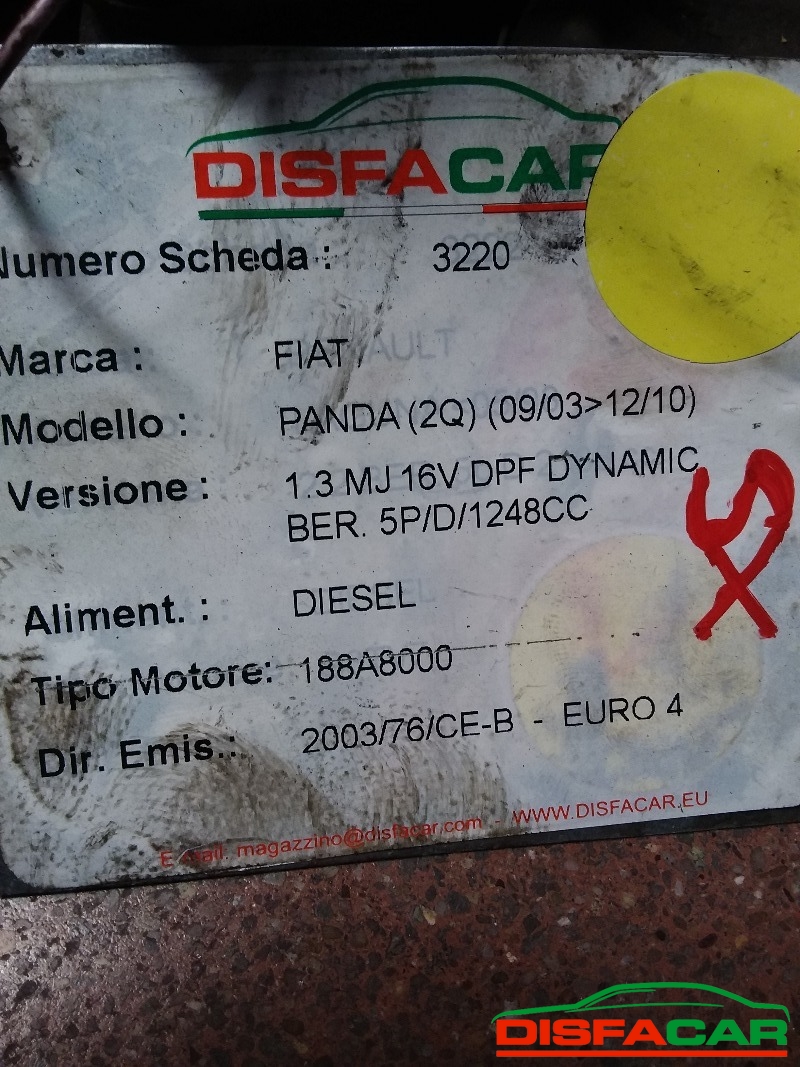 DISFACAR
Numero Scheda : 3220
Marca : FIAT
Modello : PANDA (2Q) (09/03>12/10)
Versione : 1.3 MJ 16V DPF DYNAMIC
BER. 5P/D/1248CC
Aliment. : DIESEL
Tipo Motore: 188A8000
Dir. Emis.: 2003/76/CE-B - EURO 4
E-mail. magazzino@disfacar.com - WWW.DISFACAR.EU
DISFACAR